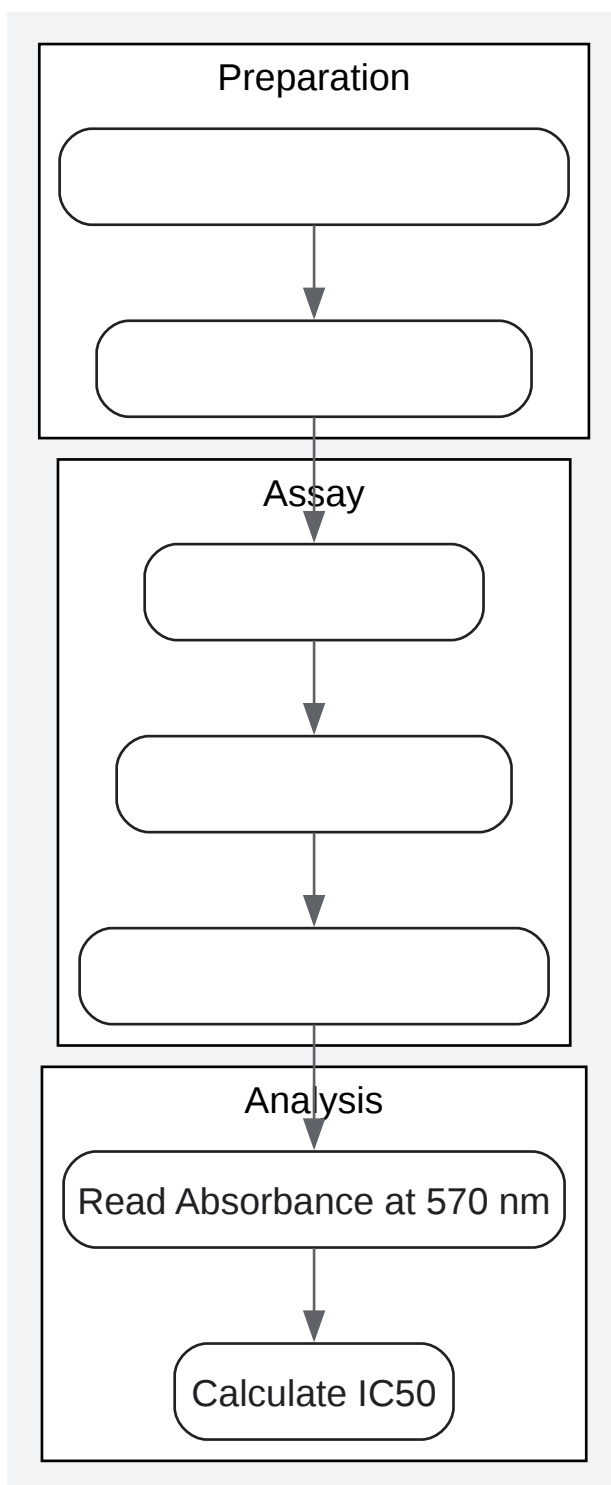 Preparation
Assay
Analysis
Read Absorbance at 570 nm
Calculate IC50